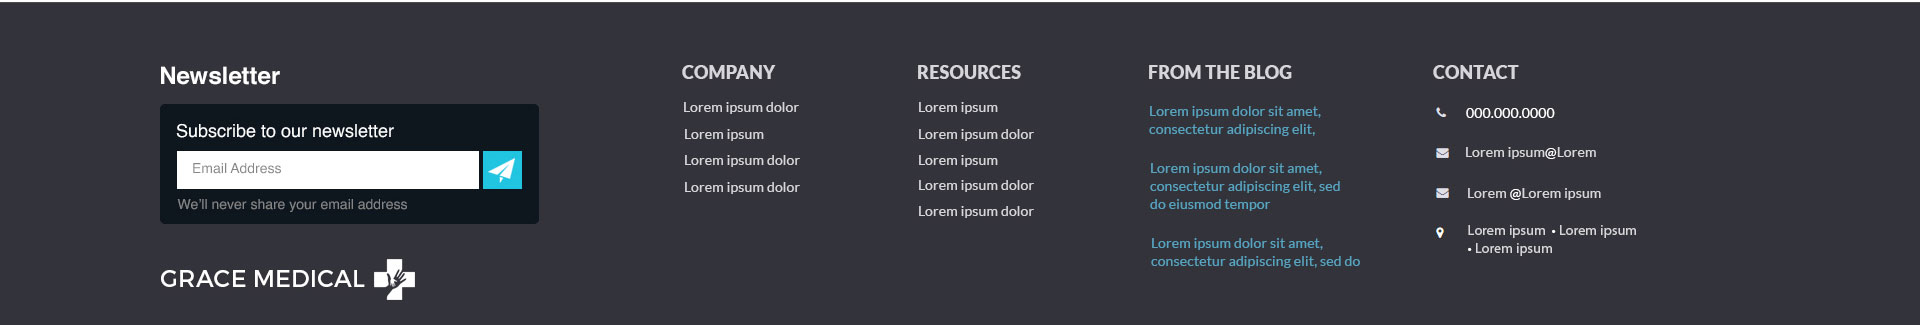 Newsletter
Subscribe to our newsletter
Email Address
We'll never share your email address
GRACE MEDICAL
COMPANY
Lorem ipsum dolor
Lorem ipsum
Lorem ipsum dolor
Lorem ipsum dolor
RESOURCES
Lorem ipsum
Lorem ipsum dolor
Lorem ipsum
Lorem ipsum dolor
Lorem ipsum dolor
FROM THE BLOG
Lorem ipsum dolor sit amet,
consectetur adipiscing elit,
Lorem ipsum dolor sit amet,
consectetur adipiscing elit, sed
do eiusmod tempor
Lorem ipsum dolor sit amet,
consectetur adipiscing elit, sed do
CONTACT
000.000.0000
Lorem ipsum@Lorem
Lorem @Lorem ipsum
Lorem ipsum • Lorem ipsum
• Lorem ipsum